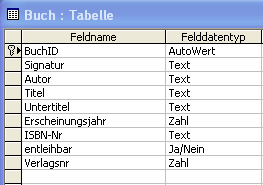 Buch : Tabelle
Feldname Felddatentyp
BuchID AutoWert
Signatur Text
Autor Text
Titel Text
Untertitel Text
Erscheinungsjahr Zahl
ISBN-Nr Text
entleihbar Ja/Nein
Verlagsnr Zahl